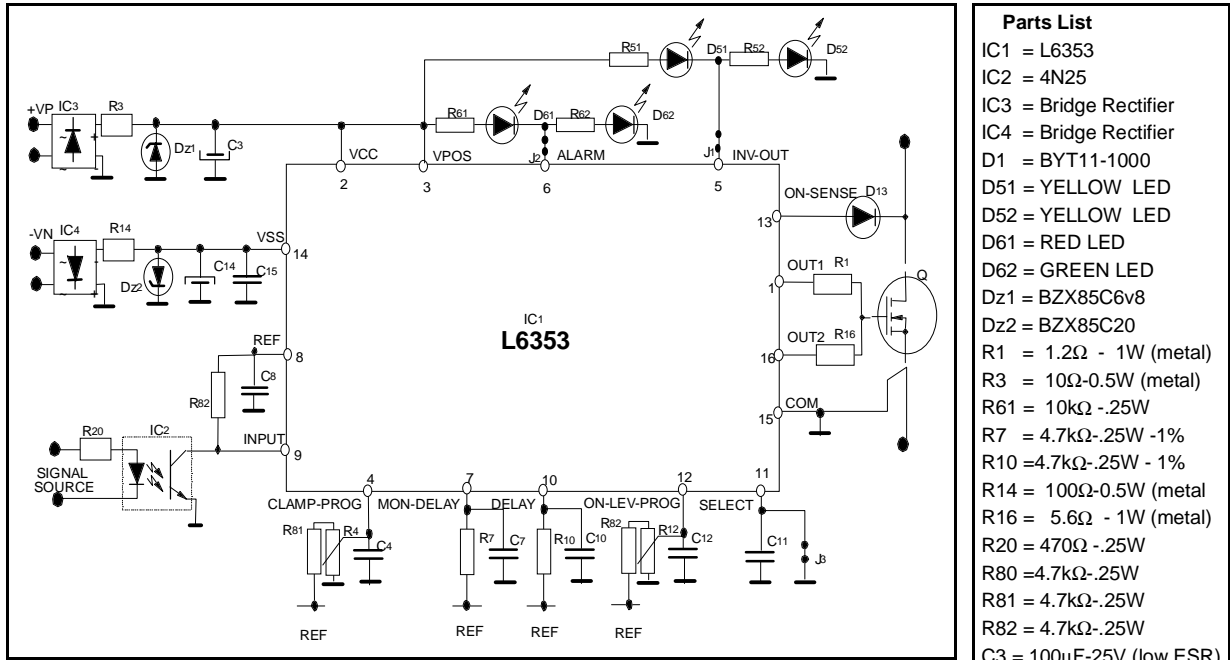 R51
D51
R52
D52
+VP
IC3
R3
R61
D61
R62
D62
Dz1
C3
J2
J1
VCC
VPOS
ALARM
INV-OUT
2
3
6
5
ON-SENSE
D13
13
-VN
IC4
R14
VSS
14
C14
C15
Dz2
OUT1
R1
1
Q
IC1
L6353
OUT2
R16
16
REF
8
C8
R82
COM
15
R20
IC2
INPUT
9
SIGNAL
SOURCE
4
7
10
12
11
CLAMP-PROG
MON-DELAY
DELAY
ON-LEV-PROG
SELECT
R81
R4
C4
R7
C7
R10
C10
R82
R12
C12
C11
J3
REF
REF
REF
REF
~
+
~
-
~
-
~
+
Parts List
IC1 = L6353
IC2 = 4N25
IC3 = Bridge Rectifier
IC4 = Bridge Rectifier
D1 = BYT11-1000
D51 = YELLOW LED
D52 = YELLOW LED
D61 = RED LED
D62 = GREEN LED
Dz1 = BZX85C6v8
Dz2 = BZX85C20
R1 = 1.2Ω - 1W (metal)
R3 = 10Ω-0.5W (metal)
R61 = 10kΩ -.25W
R7 = 4.7kΩ-.25W -1%
R10 =4.7kΩ-.25W - 1%
R14 = 100Ω-0.5W (metal
R16 = 5.6Ω - 1W (metal)
R20 = 470Ω -.25W
R80 =4.7kΩ-.25W
R81 = 4.7kΩ-.25W
R82 = 4.7kΩ-.25W
C3 = 100uF-25V (low ESR)